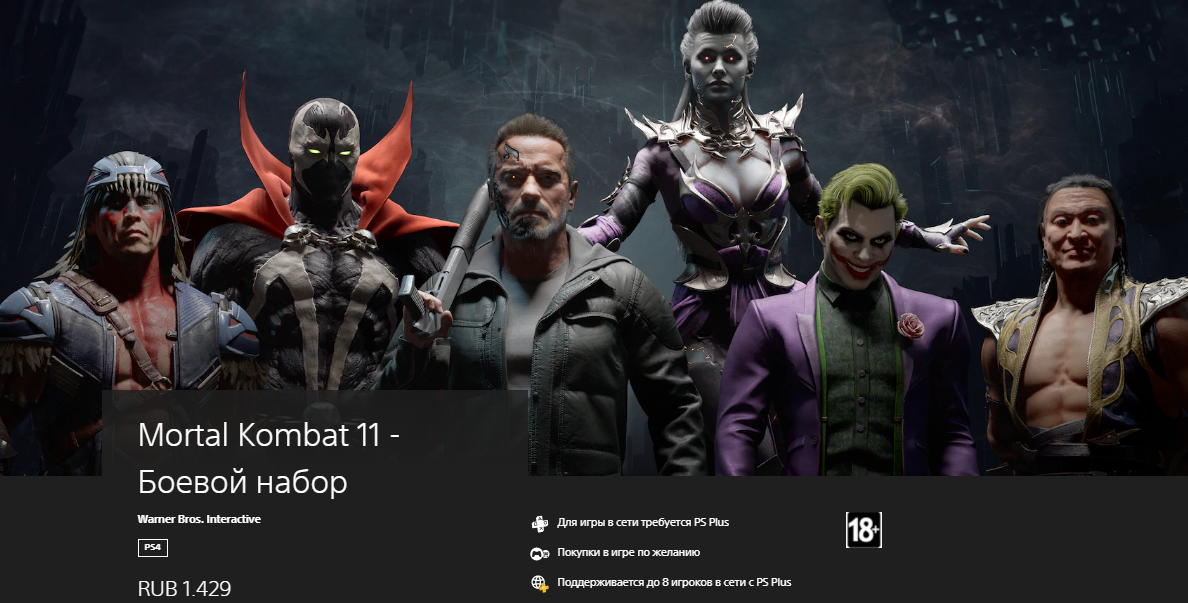 Mortal Kombat 11 -
Боевой набор
Warner Bros. Interactive
PS4
RUB 1.429
Для игры в сети требуется PS Plus
Покупки в игре по желанию
Поддерживается до 8 игроков в сети с PS Plus
18+